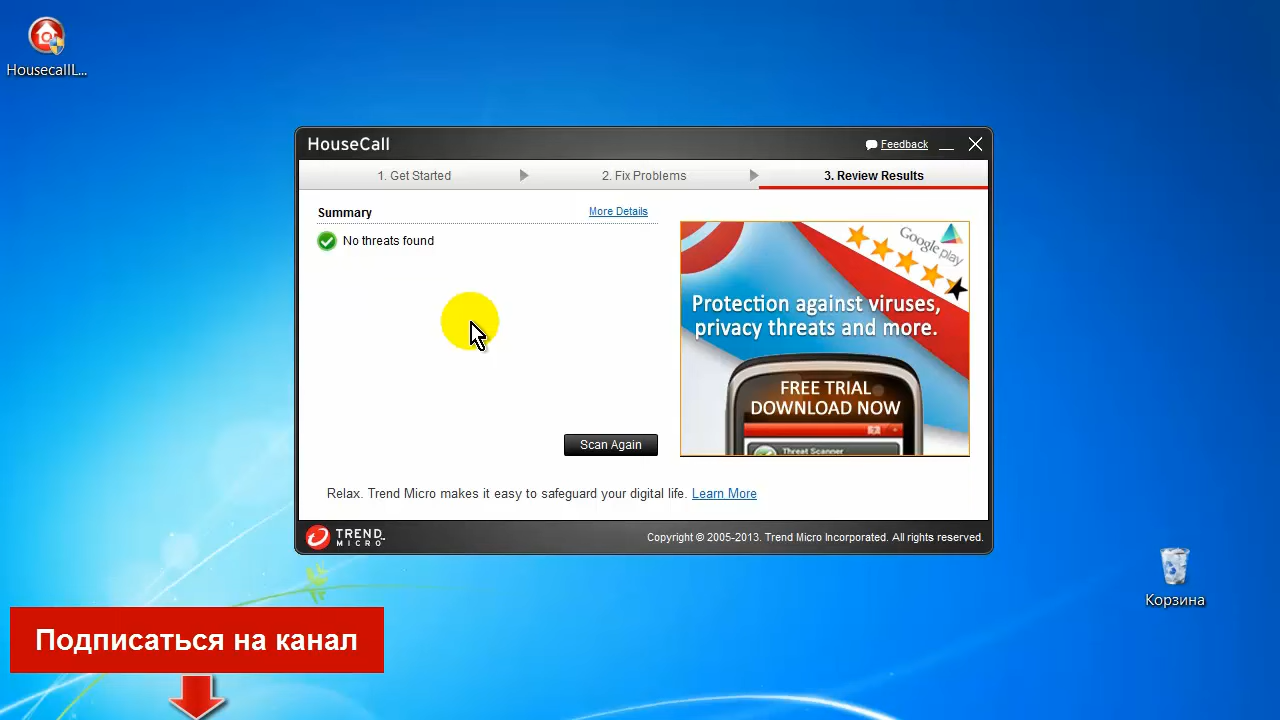 HousecallL...
HouseCall
Feedback
1. Get Started
2. Fix Problems
3. Review Results
Summary
More Details
No threats found
Google play
Protection against viruses,
privacy threats and more.
FREE TRIAL
DOWNLOAD NOW
Threat Scanner
Scan Again
Relax. Trend Micro makes it easy to safeguard your digital life. Learn More
TREND
MICRO
Copyright © 2005-2013. Trend Micro Incorporated. All rights reserved.
Корзина
Подписаться на канал